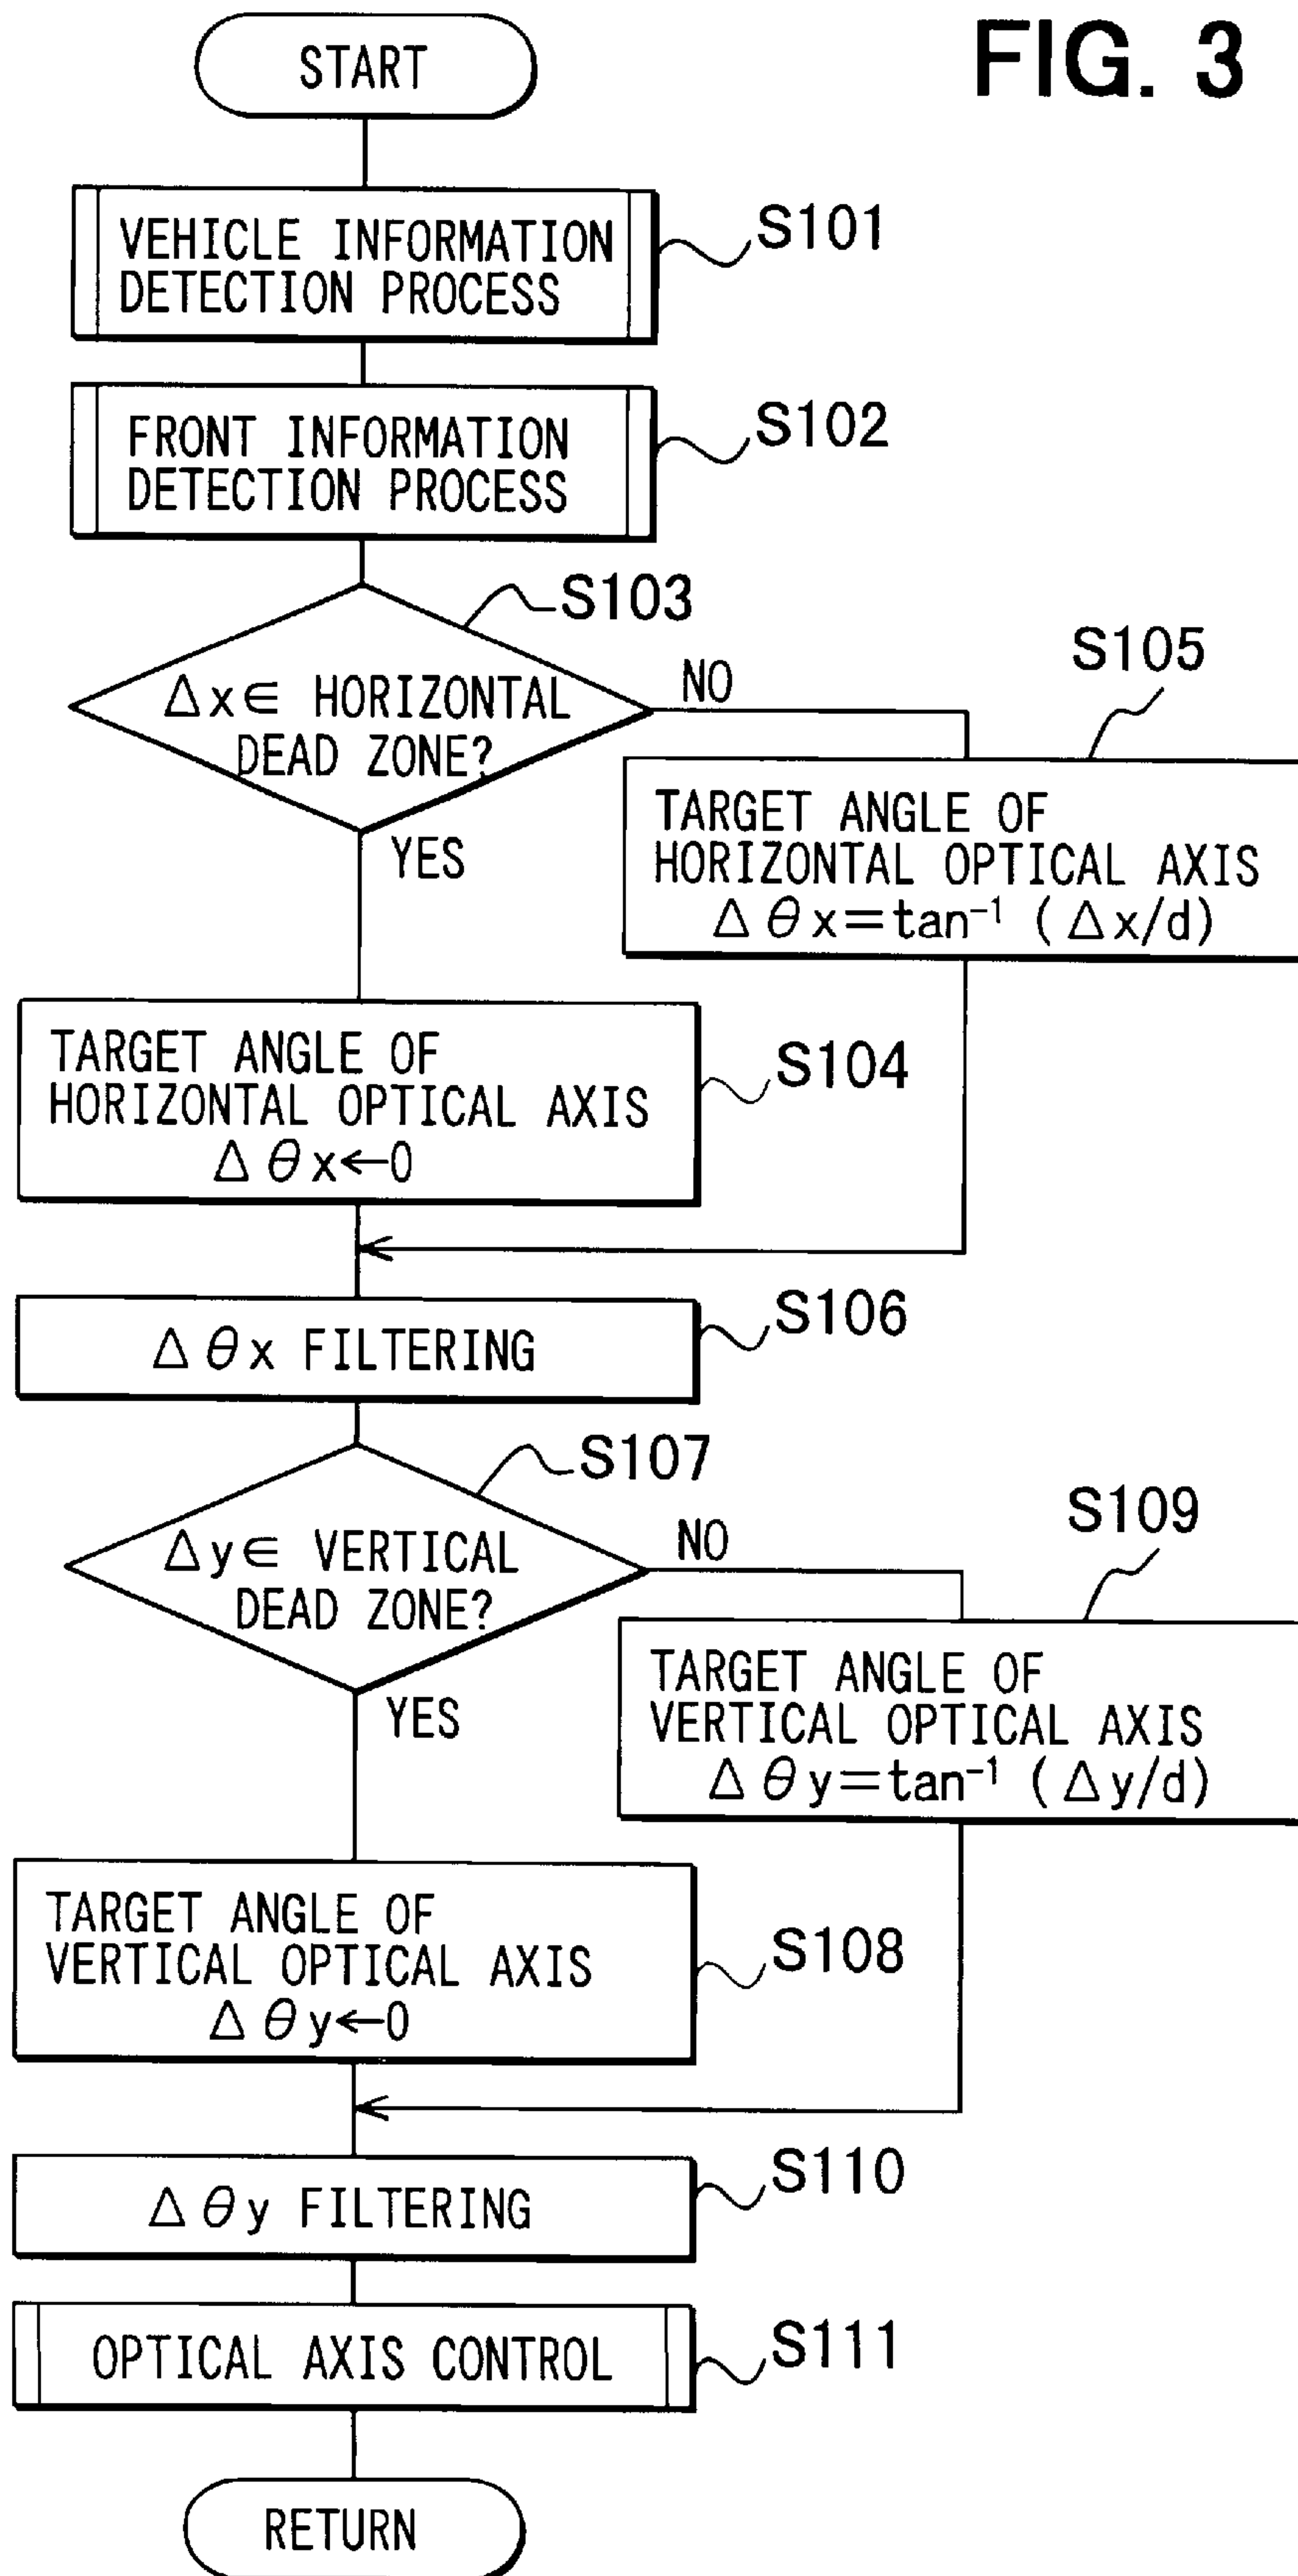 FIG. 3
START
VEHICLE INFORMATION
DETECTION PROCESS
S101
FRONT INFORMATION
DETECTION PROCESS
S102
S103
Δx∈ HORIZONTAL
DEAD ZONE?
NO
YES
S105
TARGET ANGLE OF
HORIZONTAL OPTICAL AXIS
Δθx=tan⁻¹ (Δx/d)
TARGET ANGLE OF
HORIZONTAL OPTICAL AXIS
Δθx←0
S104
Δθx FILTERING
S106
S107
Δy∈ VERTICAL
DEAD ZONE?
NO
YES
S109
TARGET ANGLE OF
VERTICAL OPTICAL AXIS
Δθy=tan⁻¹ (Δy/d)
TARGET ANGLE OF
VERTICAL OPTICAL AXIS
Δθy←0
S108
Δθy FILTERING
S110
OPTICAL AXIS CONTROL
S111
RETURN